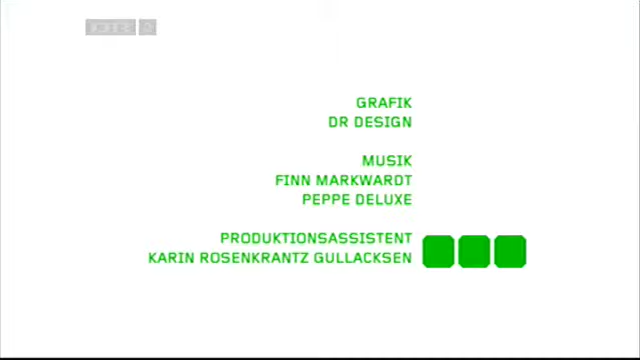 GRAFIK
DR DESIGN
MUSIK
FINN MARKWARDT
PEPPE DELUXE
PRODUKTIONSASSISTENT
KARIN ROSENKRANTZ GULLACKSEN